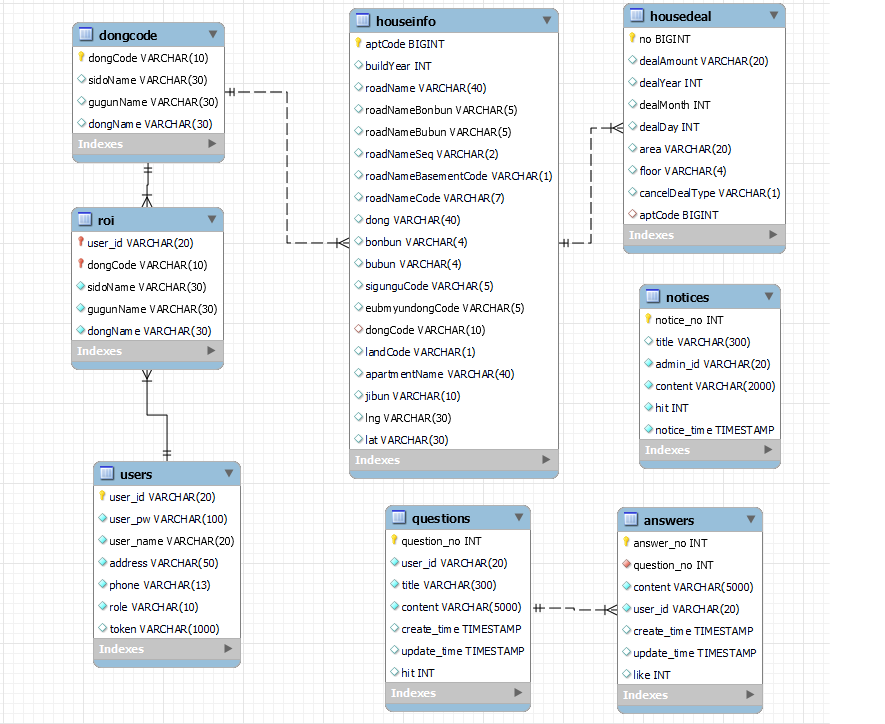 dongcode
dongCode VARCHAR(10)
sidoName VARCHAR(30)
gugunName VARCHAR(30)
dongName VARCHAR(30)
Indexes
roi
user_id VARCHAR(20)
dongCode VARCHAR(10)
sidoName VARCHAR(30)
gugunName VARCHAR(30)
dongName VARCHAR(30)
Indexes
users
user_id VARCHAR(20)
user_pw VARCHAR(100)
user_name VARCHAR(20)
address VARCHAR(50)
phone VARCHAR(13)
role VARCHAR(10)
token VARCHAR(1000)
Indexes
houseinfo
aptCode BIGINT
buildYear INT
roadName VARCHAR(40)
roadNameBonbun VARCHAR(5)
roadNameBubun VARCHAR(5)
roadNameSeq VARCHAR(2)
roadNameBasementCode VARCHAR(1)
roadNameCode VARCHAR(7)
dong VARCHAR(40)
bonbun VARCHAR(4)
bubun VARCHAR(4)
sigunguCode VARCHAR(5)
eubmyundongCode VARCHAR(5)
dongCode VARCHAR(10)
landCode VARCHAR(1)
apartmentName VARCHAR(40)
jibun VARCHAR(10)
lng VARCHAR(30)
lat VARCHAR(30)
Indexes
housedeal
no BIGINT
dealAmount VARCHAR(20)
dealYear INT
dealMonth INT
dealDay INT
area VARCHAR(20)
floor VARCHAR(4)
cancelDealType VARCHAR(1)
aptCode BIGINT
Indexes
notices
notice_no INT
title VARCHAR(300)
admin_id VARCHAR(20)
content VARCHAR(2000)
hit INT
notice_time TIMESTAMP
Indexes
questions
question_no INT
user_id VARCHAR(20)
title VARCHAR(300)
content VARCHAR(5000)
create_time TIMESTAMP
update_time TIMESTAMP
hit INT
Indexes
answers
answer_no INT
question_no INT
content VARCHAR(5000)
user_id VARCHAR(20)
create_time TIMESTAMP
update_time TIMESTAMP
like INT
Indexes